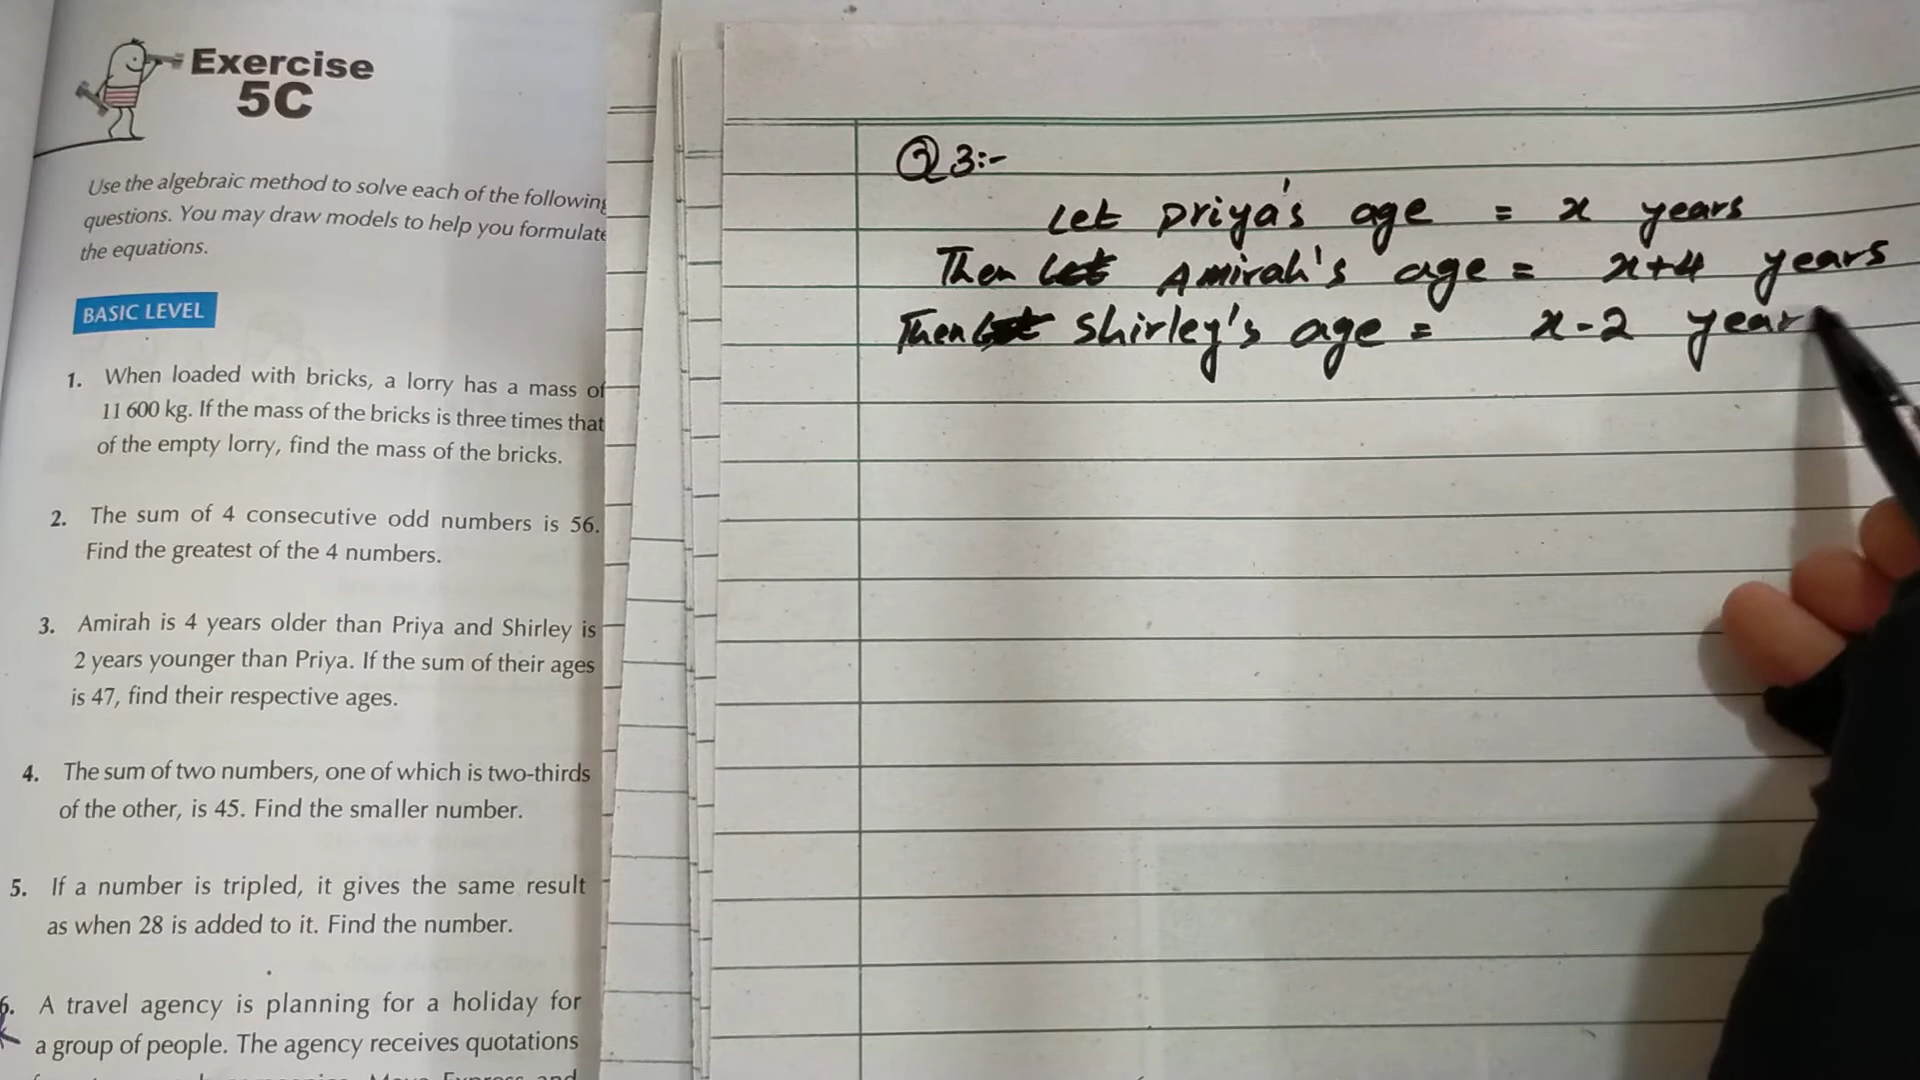 Exercise
5C
Use the algebraic method to solve each of the following
questions. You may draw models to help you formulate
the equations.
BASIC LEVEL
1. When loaded with bricks, a lorry has a mass of
11 600 kg. If the mass of the bricks is three times that
of the empty lorry, find the mass of the bricks.
2. The sum of 4 consecutive odd numbers is 56.
Find the greatest of the 4 numbers.
3. Amirah is 4 years older than Priya and Shirley is
2 years younger than Priya. If the sum of their ages
is 47, find their respective ages.
4. The sum of two numbers, one of which is two-thirds
of the other, is 45. Find the smaller number.
5. If a number is tripled, it gives the same result
as when 28 is added to it. Find the number.
6. A travel agency is planning for a holiday for
a group of people. The agency receives quotations
Q3:-
Let priya's age = x years
Then Let Amirah's age = x+4 years
Then Let Shirley's age = x-2 year